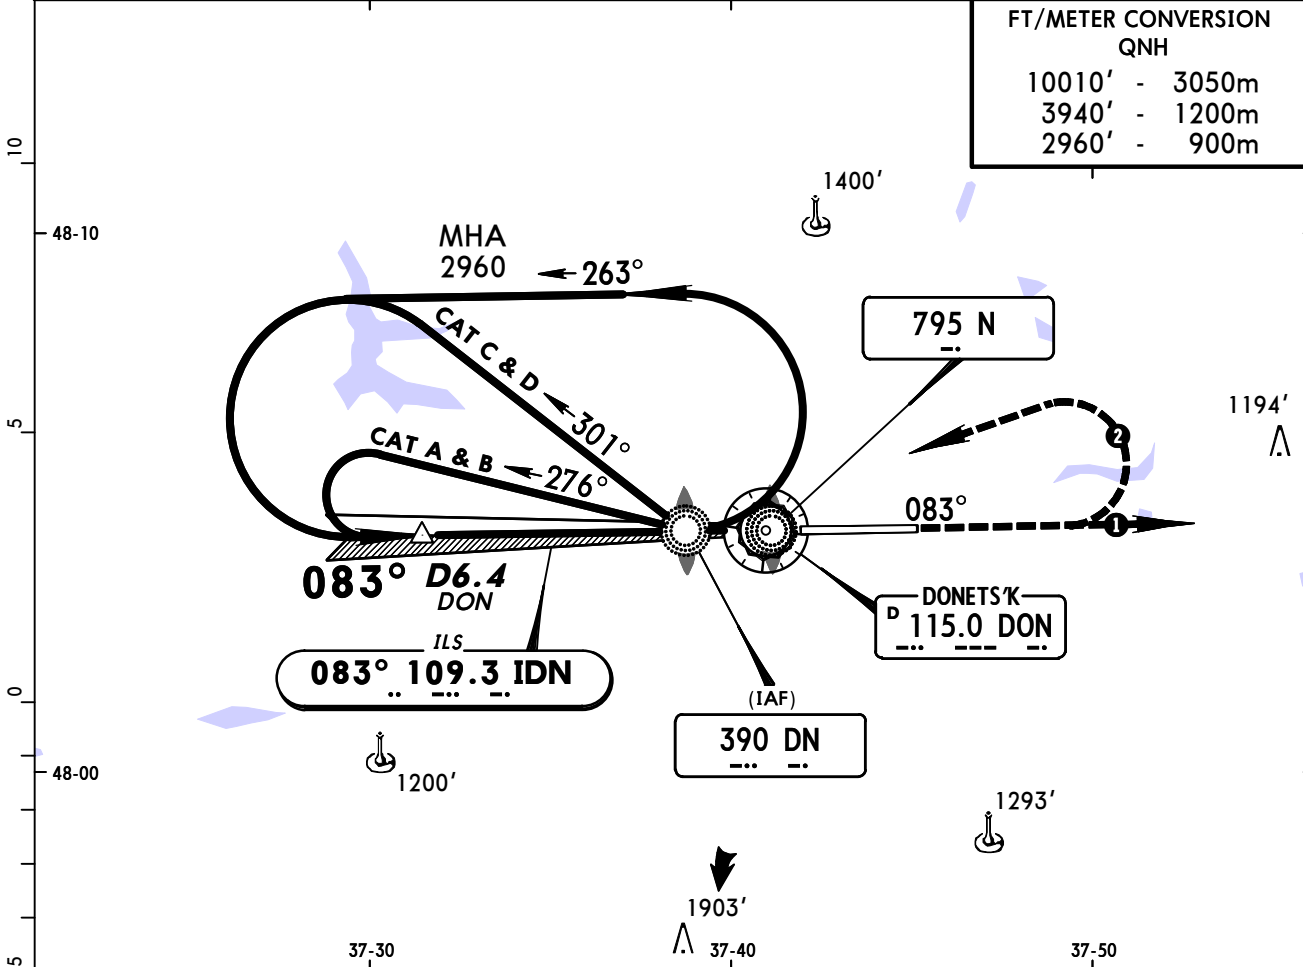 FT/METER CONVERSION
QNH
10010' - 3050m
3940' - 1200m
2960' - 900m
10
1400'
48-10
MHA
2960
263°
CAT C & D
301°
795 N
5
1194'
CAT A & B
276°
2
083°
1
083° D6.4
DON
DONETS'K
D 115.0 DON
ILS
083° 109.3 IDN
0
(IAF)
390 DN
48-00
1200'
1293'
1903'
5
37-30
37-40
37-50